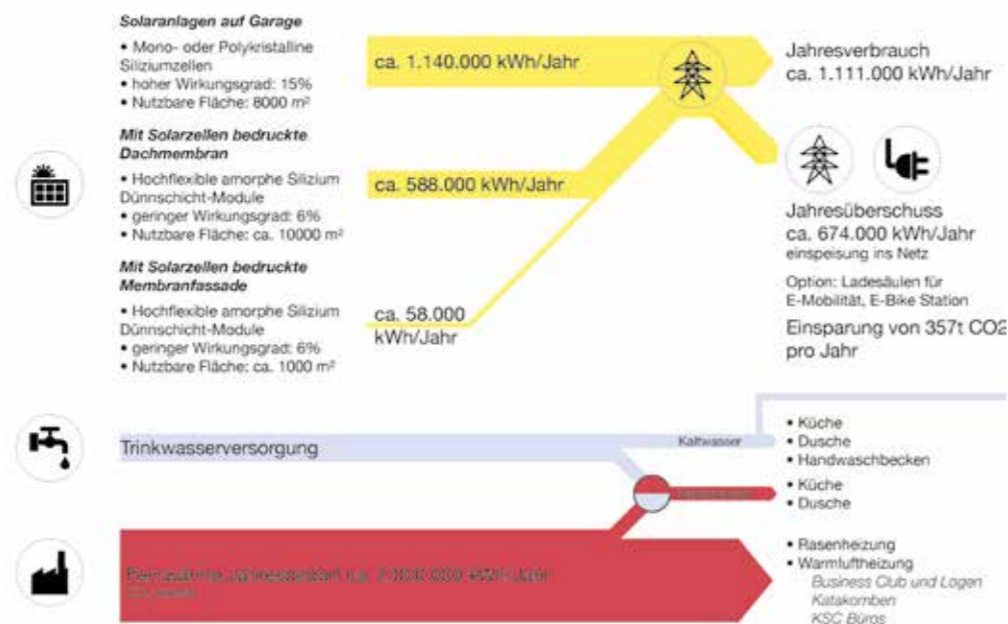 Solaranlagen auf Garage
• Mono- oder Polykristalline
Siliziumzellen
• hoher Wirkungsgrad: 15%
• Nutzbare Fläche: 8000 m²
ca. 1.140.000 kWh/Jahr
Jahresverbrauch
ca. 1.111.000 kWh/Jahr
Mit Solarzellen bedruckte
Dachmembran
• Hochflexible amorphe Silizium
Dünnschicht-Module
• geringer Wirkungsgrad: 6%
• Nutzbare Fläche: ca. 10000 m²
ca. 588.000 kWh/Jahr
Jahresüberschuss
ca. 674.000 kWh/Jahr
einspeisung ins Netz
Option: Ladesäulen für
E-Mobilität, E-Bike Station
Einsparung von 357t CO2
pro Jahr
Mit Solarzellen bedruckte
Membranfassade
• Hochflexible amorphe Silizium
Dünnschicht-Module
• geringer Wirkungsgrad: 6%
• Nutzbare Fläche: ca. 1000 m²
ca. 58.000
kWh/Jahr
Trinkwasserversorgung
Kaltwasser
• Küche
• Dusche
• Handwaschbecken
• Küche
• Dusche
Fernwärme Jahresbedarf ca. kWh/Jahr
• Rasenheizung
• Warmluftheizung
Business Club und Logen
Katakomben
KSC Büros